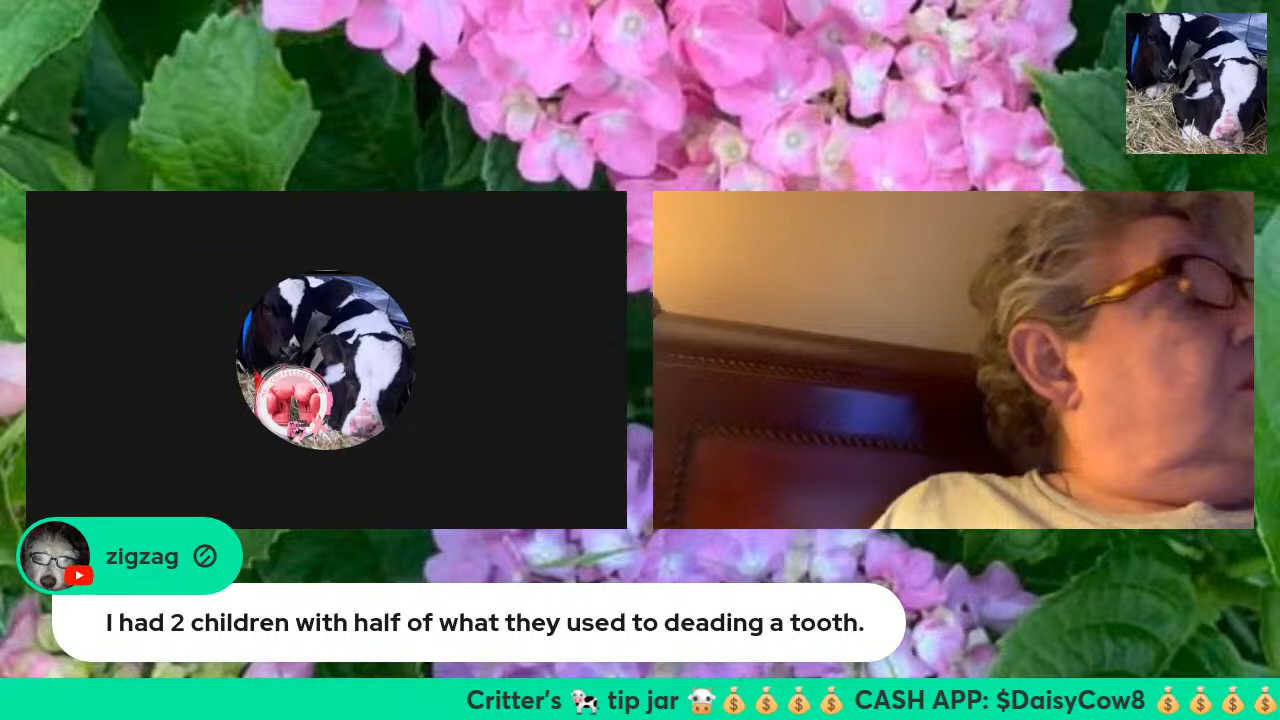 zigzag
I had 2 children with half of what they used to deading a tooth.
Critter's 🐄 tip jar 🐮💰💰💰💰 CASH APP: $DaisyCow8 💰💰💰💰